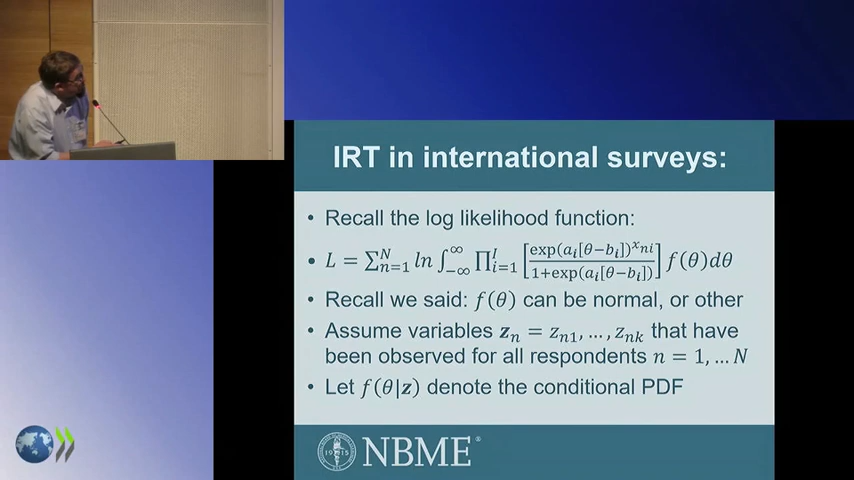 IRT in international surveys:
• Recall the log likelihood function:
• L = ∑ₙ₌₁ᴺ ln ∫₋∞^∞ ∏ᵢ₌₁ᴵ [exp(aᵢ[θ−bᵢ])^xₙᵢ / 1+exp(aᵢ[θ−bᵢ])] f(θ)dθ
• Recall we said: f(θ) can be normal, or other
• Assume variables zₙ = zₙ₁, … , zₙₖ that have
been observed for all respondents n = 1, … N
• Let f(θ|z) denote the conditional PDF
1915
NBME®